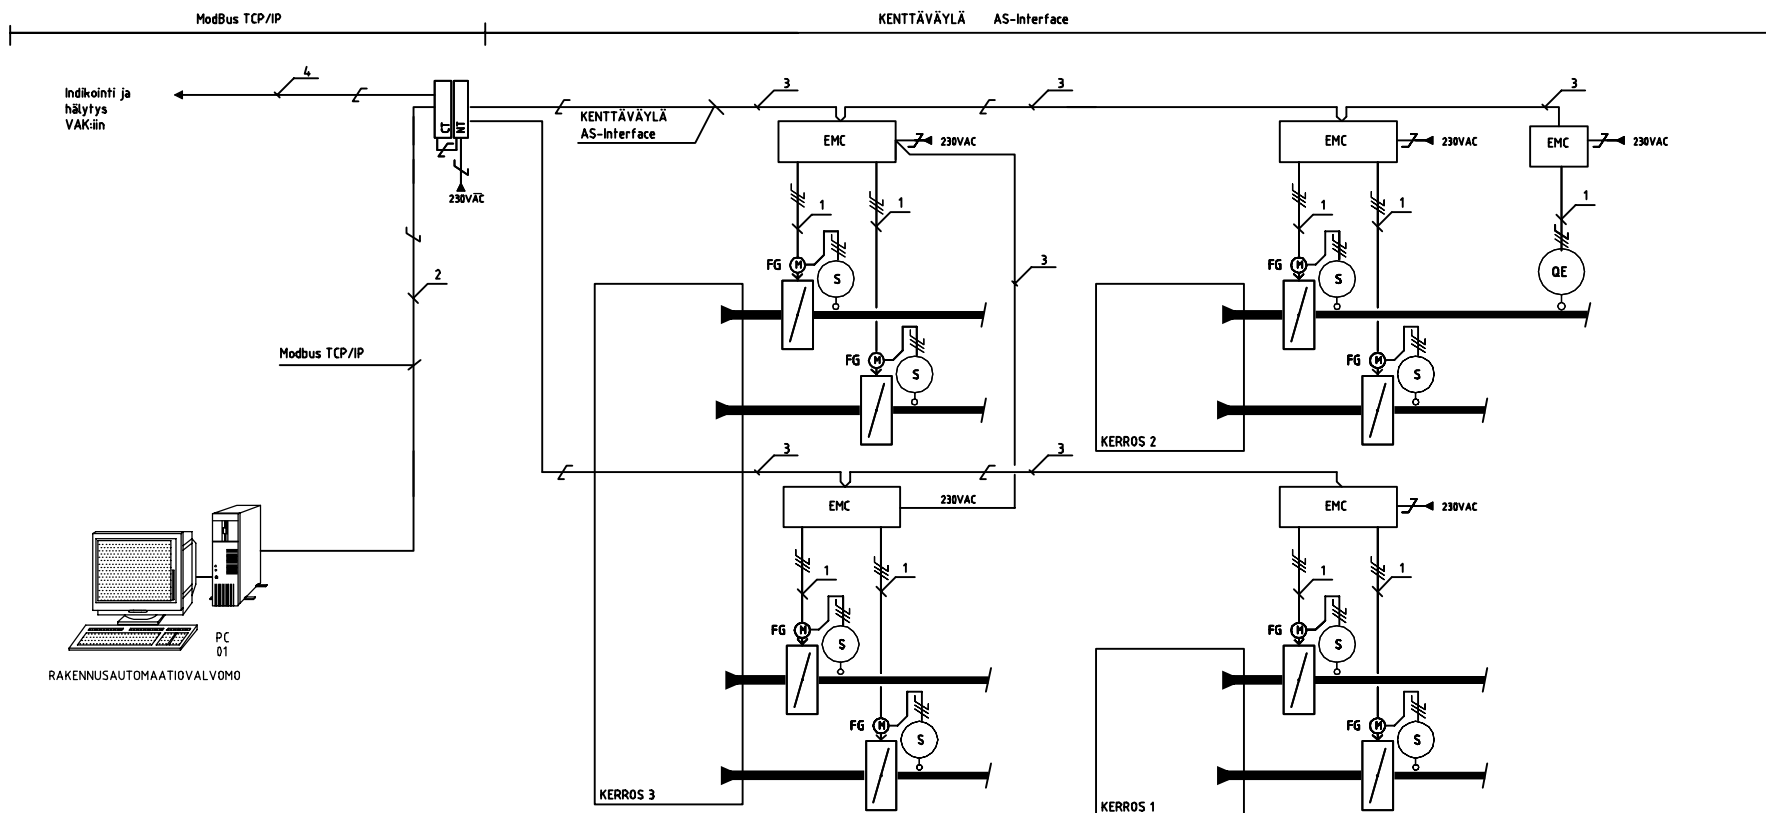 ModBus TCP/IP
KENTTÄVÄYLÄ AS-Interface
Indikointi ja
hälytys
VAK:iin
4
CT
NT
230VAC
KENTTÄVÄYLÄ
AS-Interface
3
3
3
EMC
230VAC
EMC
230VAC
EMC
230VAC
1
1
1
1
1
FG
M
S
3
FG
M
S
QE
2
FG
M
S
FG
M
S
Modbus TCP/IP
KERROS 2
3
3
EMC
230VAC
EMC
230VAC
1
1
1
1
FG
M
S
FG
M
S
PC
01
RAKENNUSAUTOMAATIOVALVOMO
FG
M
S
FG
M
S
KERROS 3
KERROS 1